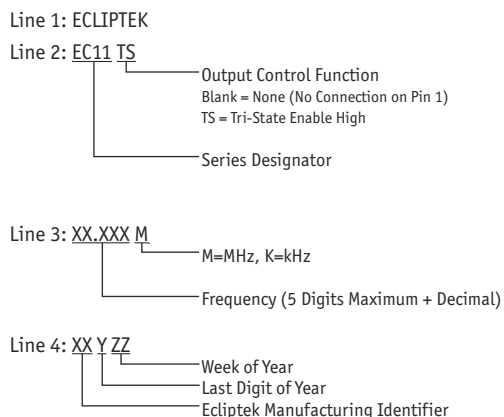 Line 1: ECLIPTEK
Line 2: EC11 TS
Output Control Function
Blank = None (No Connection on Pin 1)
TS = Tri-State Enable High
Series Designator
Line 3: XX.XXX M
M=MHz, K=kHz
Frequency (5 Digits Maximum + Decimal)
Line 4: XX Y ZZ
Week of Year
Last Digit of Year
Ecliptek Manufacturing Identifier